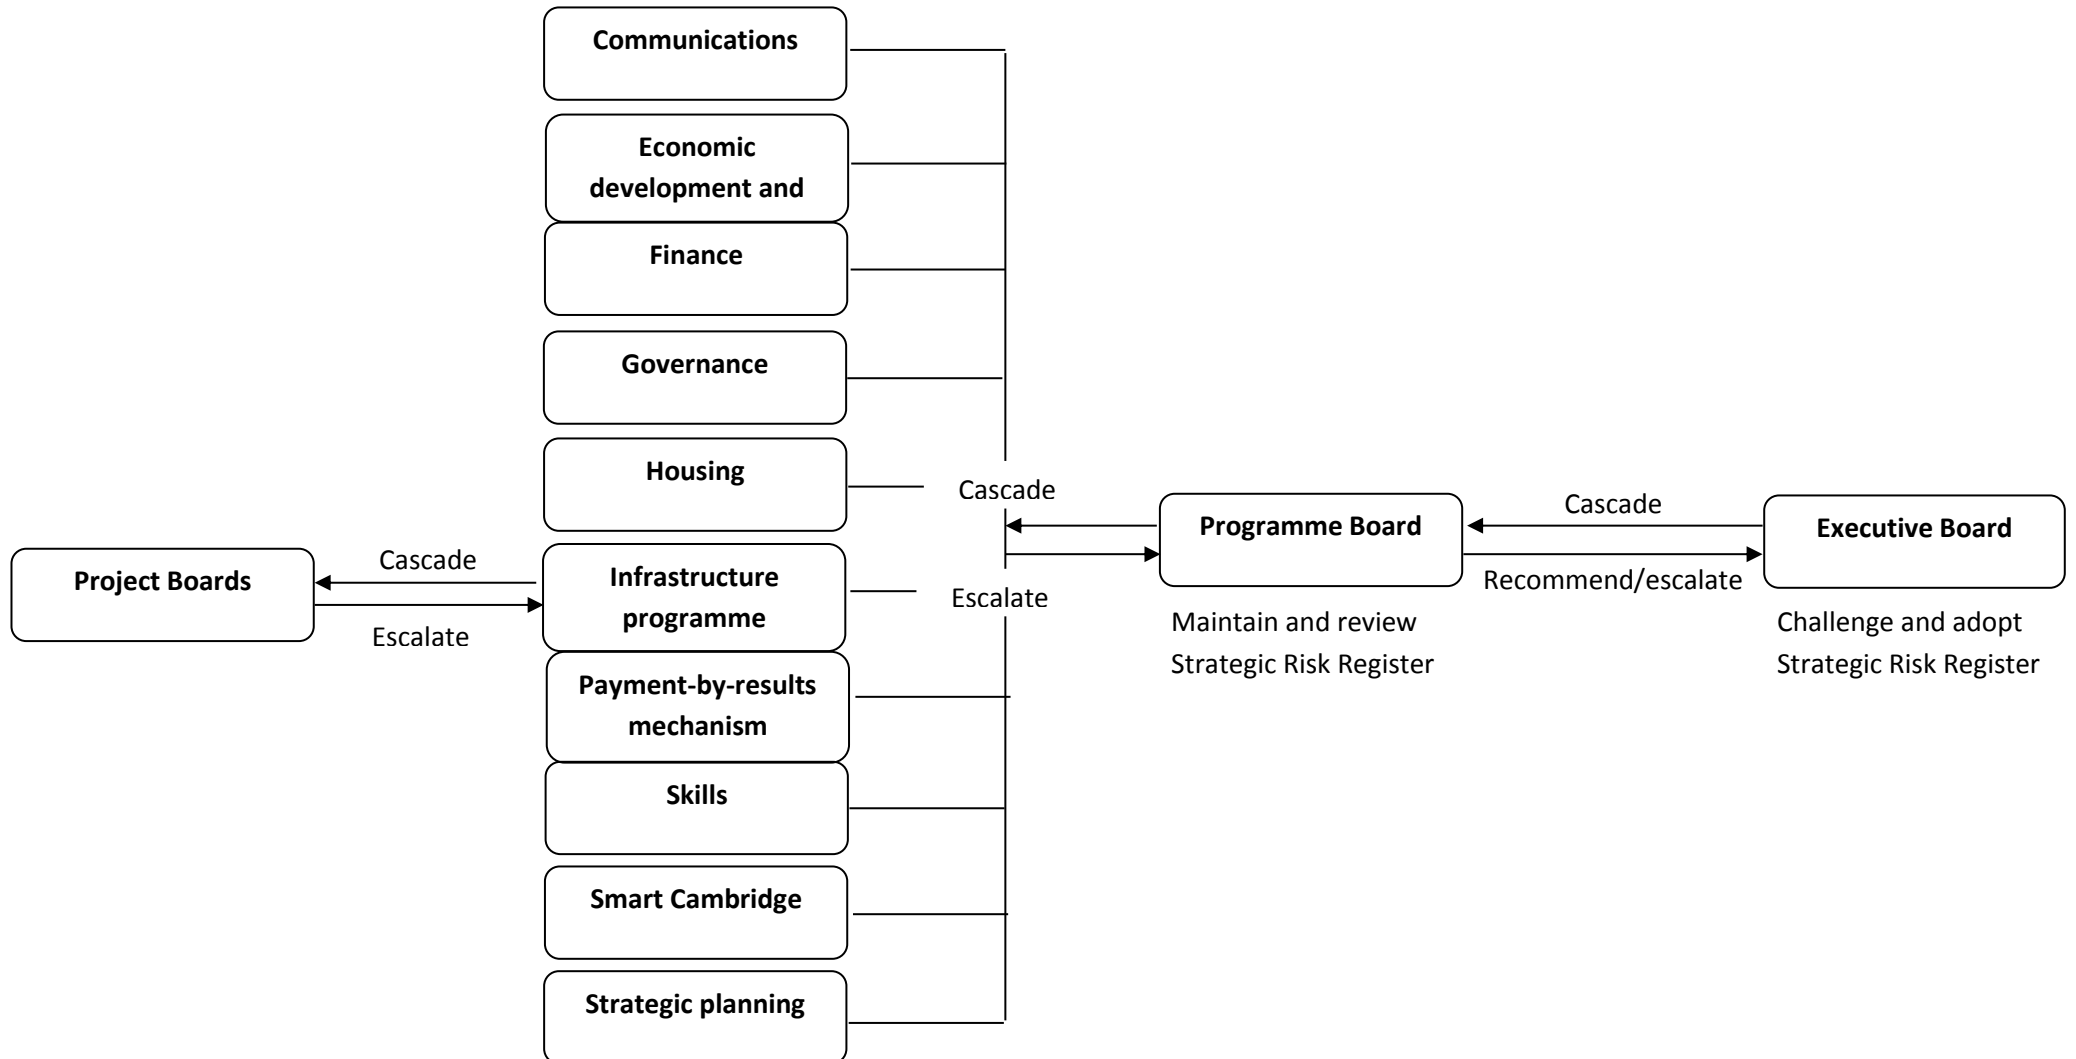 Communications
Economic
development and
Finance
Governance
Housing
Cascade
Cascade
Programme Board
Executive Board
Cascade
Project Boards
Infrastructure
programme
Recommend/escalate
Escalate
Escalate
Maintain and review
Strategic Risk Register
Challenge and adopt
Strategic Risk Register
Payment-by-results
mechanism
Skills
Smart Cambridge
Strategic planning